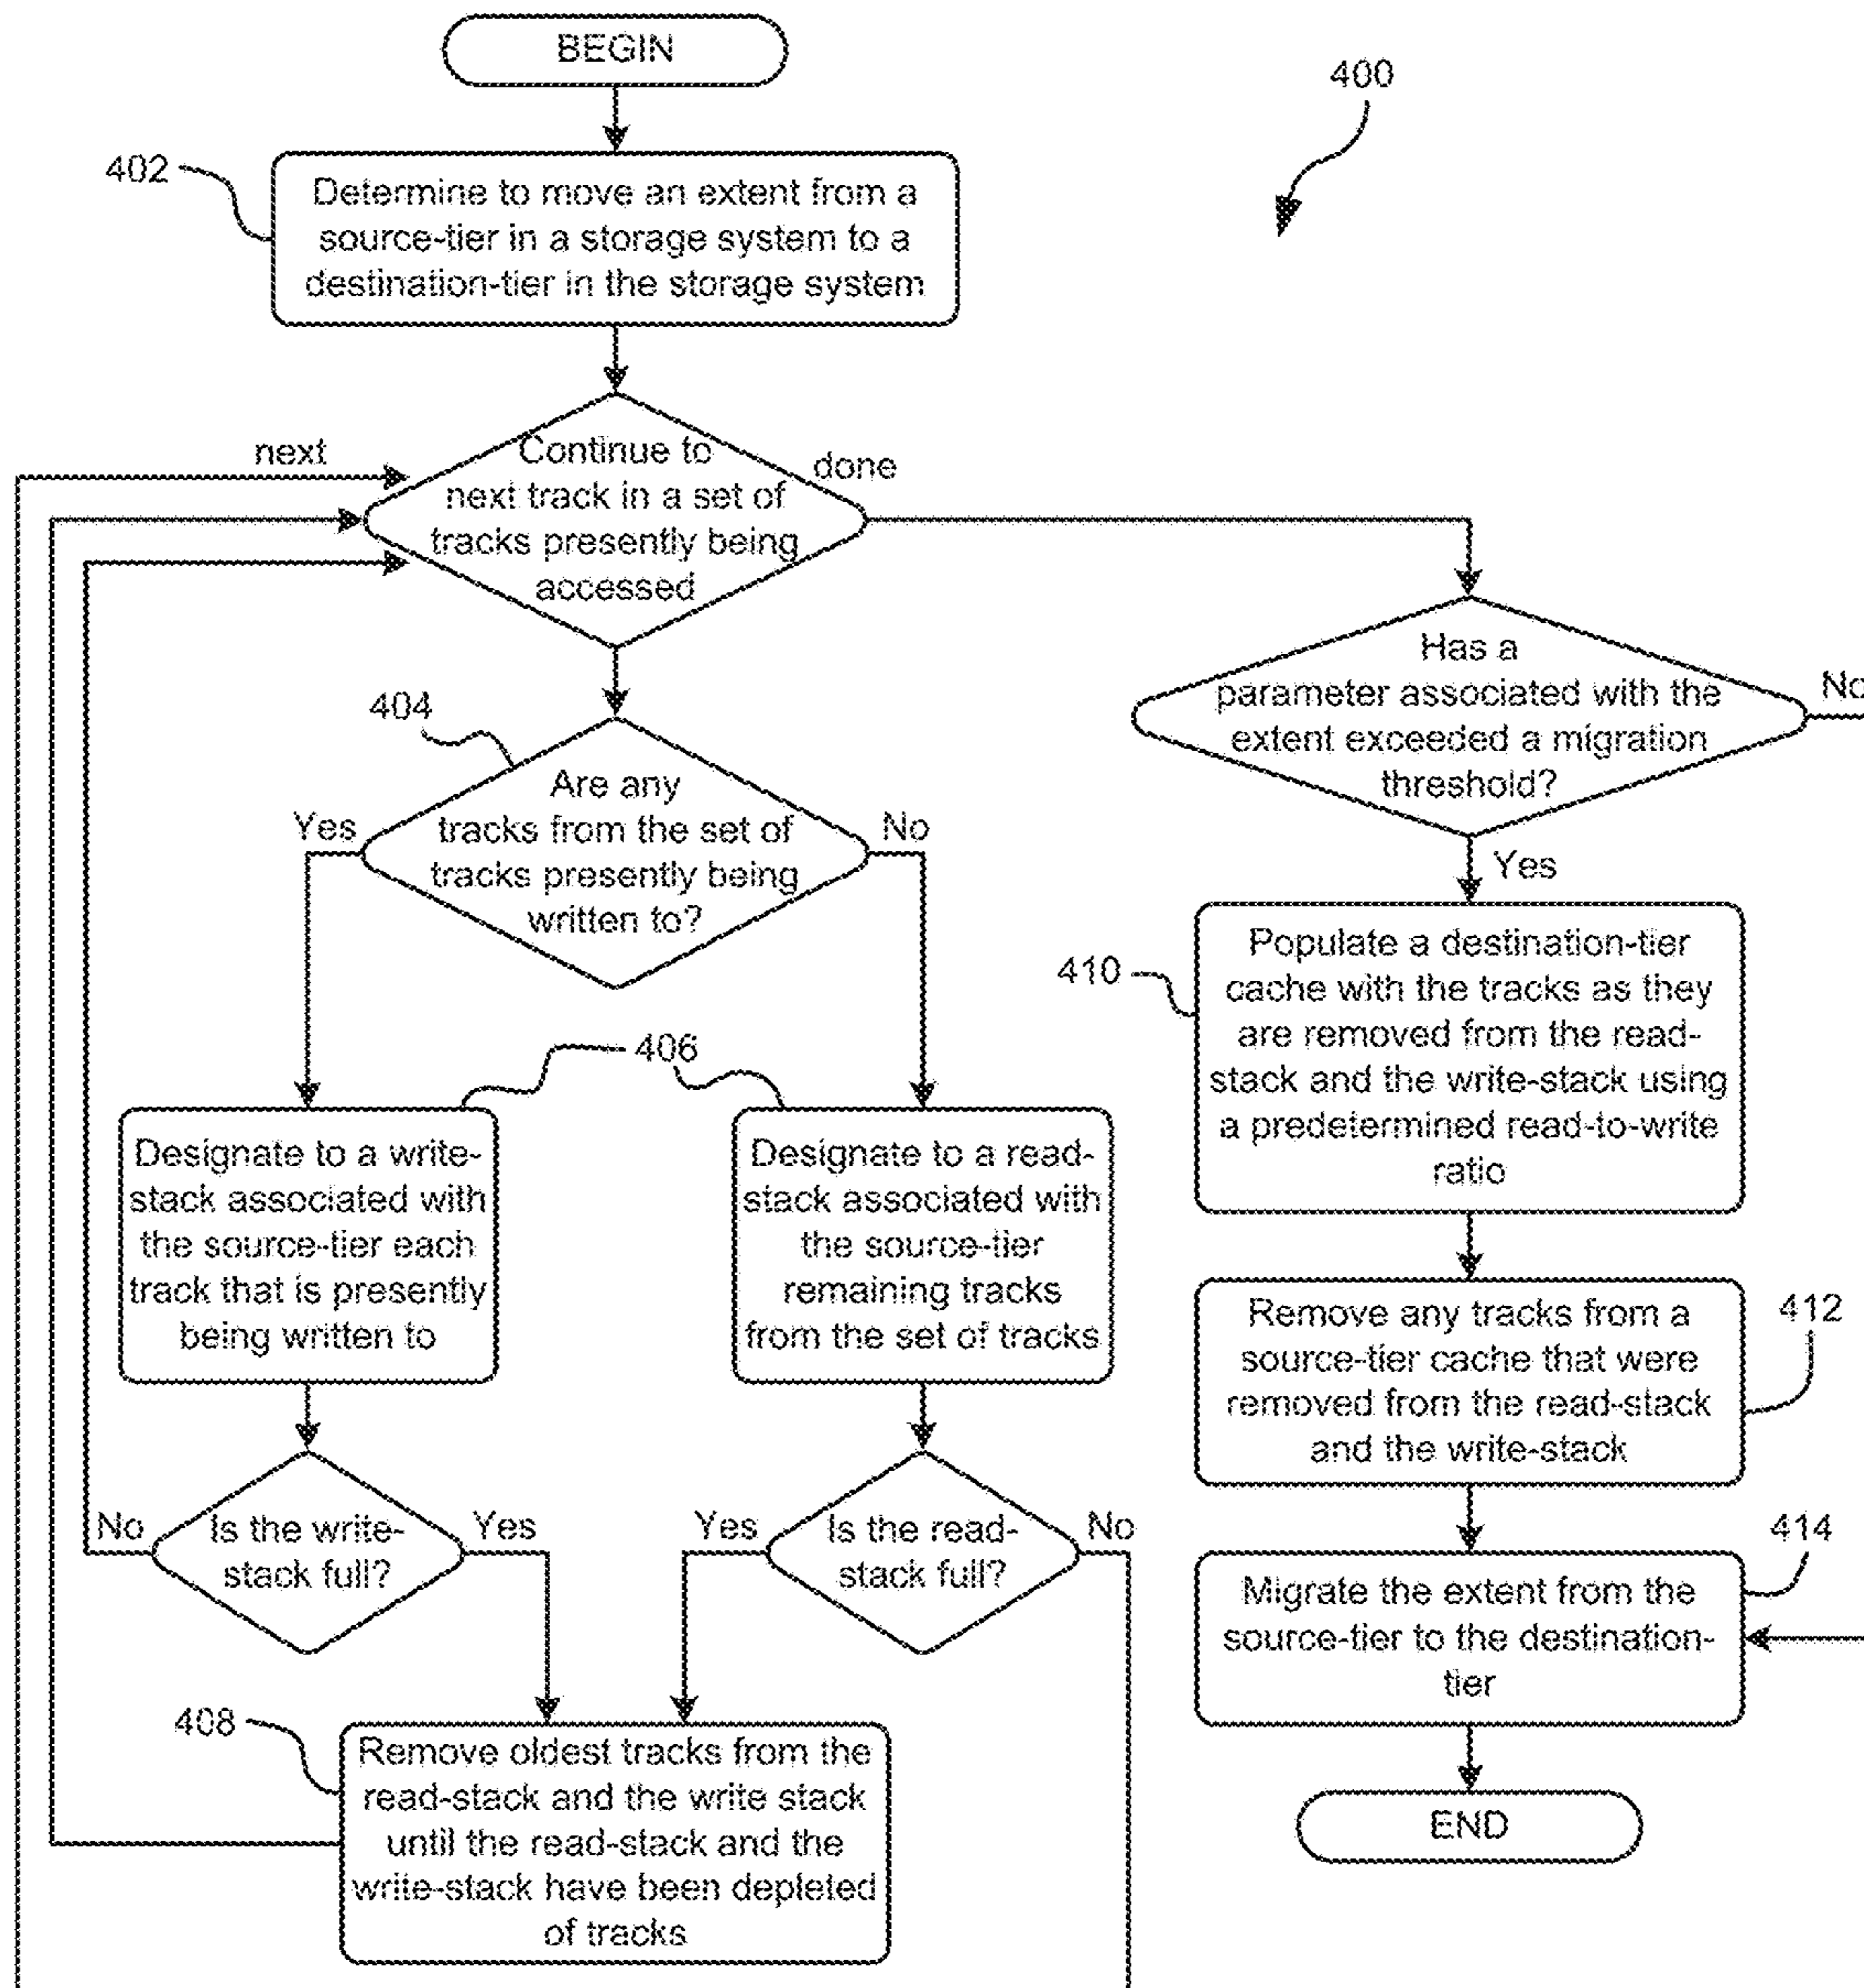 BEGIN
400
402
Determine to move an extent from a
source-tier in a storage system to a
destination-tier in the storage system
next
Continue to
next track in a set of
tracks presently being
accessed
done
Has a
parameter associated with the
extent exceeded a migration
threshold?
No
Yes
404
Are any
tracks from the set of
tracks presently being
written to?
Yes
No
410
Populate a destination-tier
cache with the tracks as they
are removed from the read-
stack and the write-stack using
a predetermined read-to-write
ratio
406
Designate to a write-
stack associated with
the source-tier each
track that is presently
being written to
Designate to a read-
stack associated with
the source-tier
remaining tracks
from the set of tracks
412
Remove any tracks from a
source-tier cache that were
removed from the read-stack
and the write-stack
No
Is the write-
stack full?
Yes
Yes
Is the read-
stack full?
No
414
Migrate the extent from the
source-tier to the destination-
tier
408
Remove oldest tracks from the
read-stack and the write stack
until the read-stack and the
write-stack have been depleted
of tracks
END